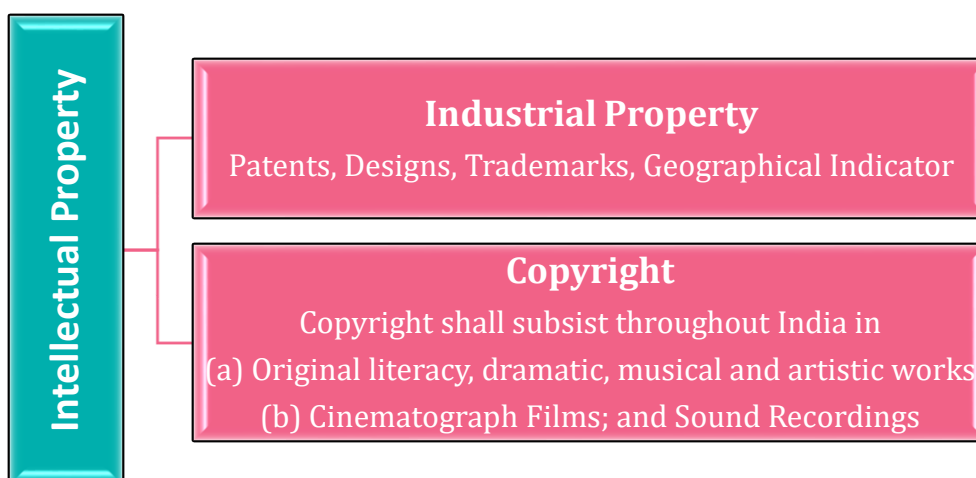 Intellectual Property
Industrial Property
Patents, Designs, Trademarks, Geographical Indicator
Copyright
Copyright shall subsist throughout India in
(a) Original literacy, dramatic, musical and artistic works
(b) Cinematograph Films; and Sound Recordings